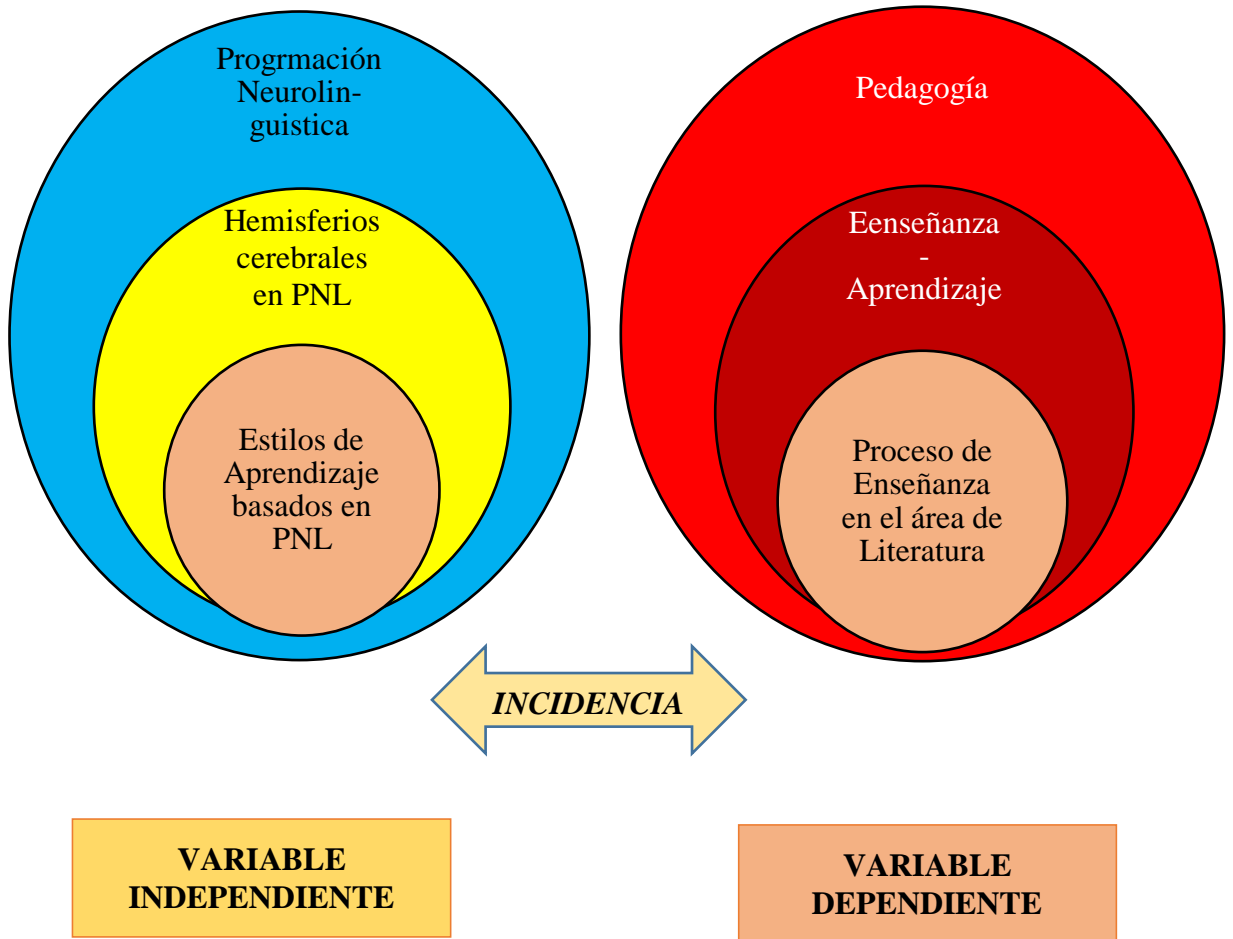 Progrmación
Neurolin-
guistica
Hemisferios
cerebrales
en PNL
Estilos de
Aprendizaje
basados en
PNL
Pedagogía
Eenseñanza
-
Aprendizaje
Proceso de
Enseñanza
en el área de
Literatura
INCIDENCIA
VARIABLE
INDEPENDIENTE
VARIABLE
DEPENDIENTE